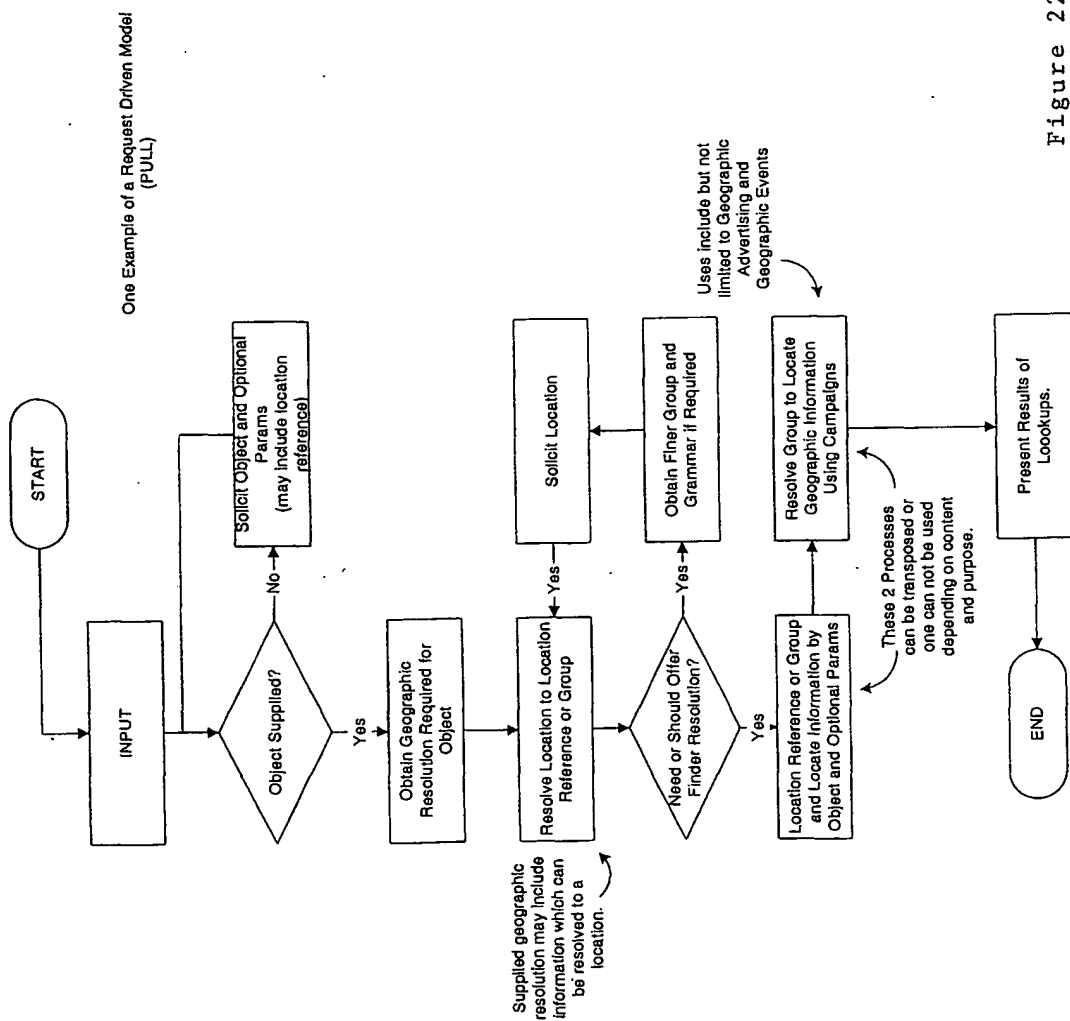 One Example of a Request Driven Model
(PULL)
START
INPUT
Object Supplied?
No
Solicit Object and Optional
Params
(may include location
reference)
Yes
Obtain Geographic
Resolution Required for
Object
Supplied geographic
resolution may include
information which can
be resolved to a
location.
Resolve Location to Location
Reference or Group
Yes
Solicit Location
Need or Should Offer
Finder Resolution?
Yes
Obtain Finer Group and
Grammar if Required
Yes
Location Reference or Group
and Locate Information by
Object and Optional Params
Resolve Group to Locate
Geographic Information
Using Campaigns
Uses include but not
limited to Geographic
Advertising and
Geographic Events
These 2 Processes
can be transposed or
one can not be used
depending on content
and purpose.
Present Results of
Loookups.
END
Figure 22